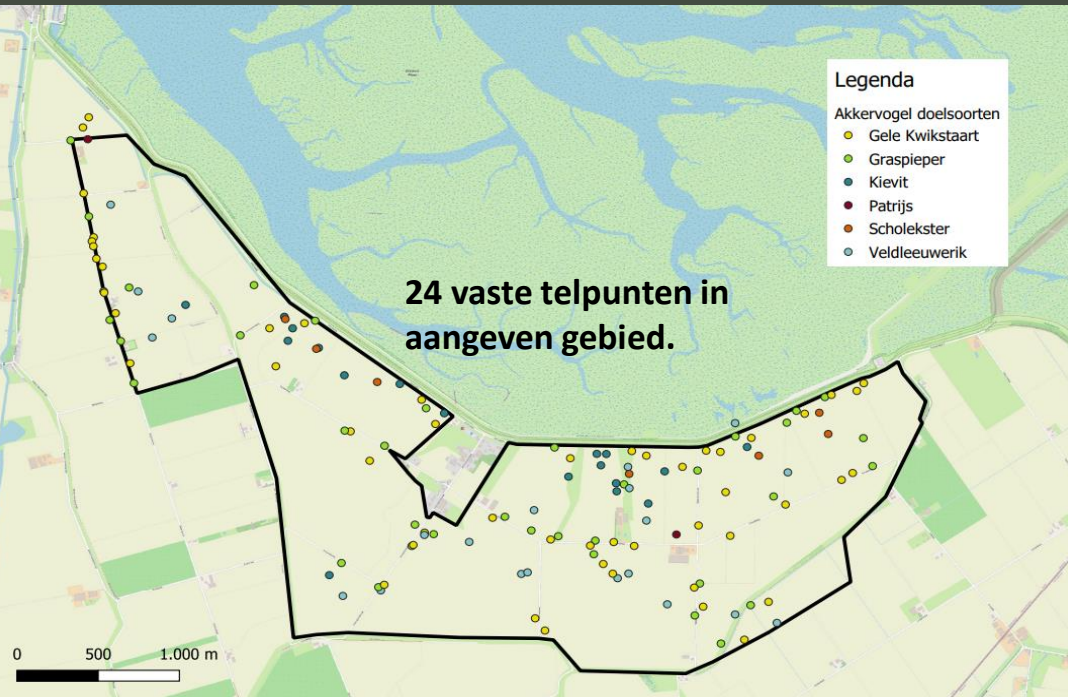 Legenda
Akkervogel doelsoorten
Gele Kwikstaart
Graspieper
Kievit
Patrijs
Scholekster
Veldleeuwerik
24 vaste telpunten in
aangeven gebied.
0 500 1.000 m